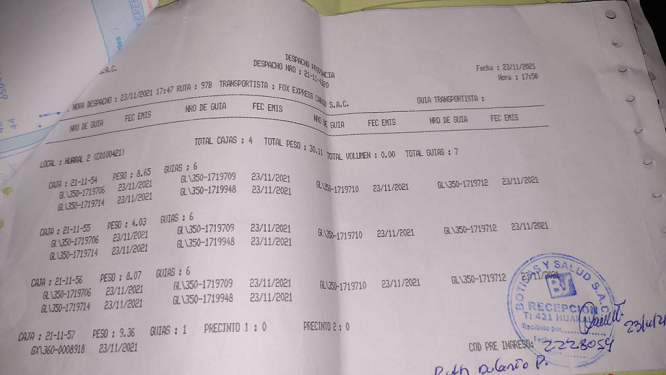 S.A.C.
DESPACHO PROVINCIA
DESPACHO NRO : 21-11-
Fecha : 23/11/2021
Hora : 17:50
HORA DESPACHO : 23/11/2021 17:47 RUTA : 97B TRANSPORTISTA : FOX EXPRESS CARGO S.A.C. GUIA TRANSPORTISTA :
NRO DE GUIA FEC EMIS NRO DE GUIA FEC EMIS NRO DE GUIA FEC EMIS NRO DE GUIA FEC EMIS
TOTAL CAJAS : 4 TOTAL PESO : 30.11 TOTAL VOLUMEN : 0.00 TOTAL GUIAS : 7
LOCAL : HUARAL 2 (C0100421)
CAJA : 21-11-54 PESO : 8.65 GUIAS : 6
GL\350-1719706 23/11/2021 GL\350-1719709 23/11/2021 GL\350-1719710 23/11/2021 GL\350-1719712 23/11/2021
GL\350-1719714 23/11/2021 GL\350-1719948 23/11/2021
CAJA : 21-11-55 PESO : 4.03 GUIAS : 6
GL\350-1719706 23/11/2021 GL\350-1719709 23/11/2021 GL\350-1719710 23/11/2021 GL\350-1719712 23/11/2021
GL\350-1719714 23/11/2021 GL\350-1719948 23/11/2021
CAJA : 21-11-56 PESO : 8.07 GUIAS : 6
GL\350-1719706 23/11/2021 GL\350-1719709 23/11/2021 GL\350-1719710 23/11/2021 GL\350-1719712 23/11/2021
GL\350-1719714 23/11/2021 GL\350-1719948 23/11/2021
CAJA : 21-11-57 PESO : 9.36 GUIAS : 1 PRECINTO 1 : 0 PRECINTO 2 : 0
GX\360-0008918 23/11/2021
COD PRE INGRESO: 2228059
BOTICAS Y SALUD S.A.C.
RECEPCION
T: 421
Recibido por